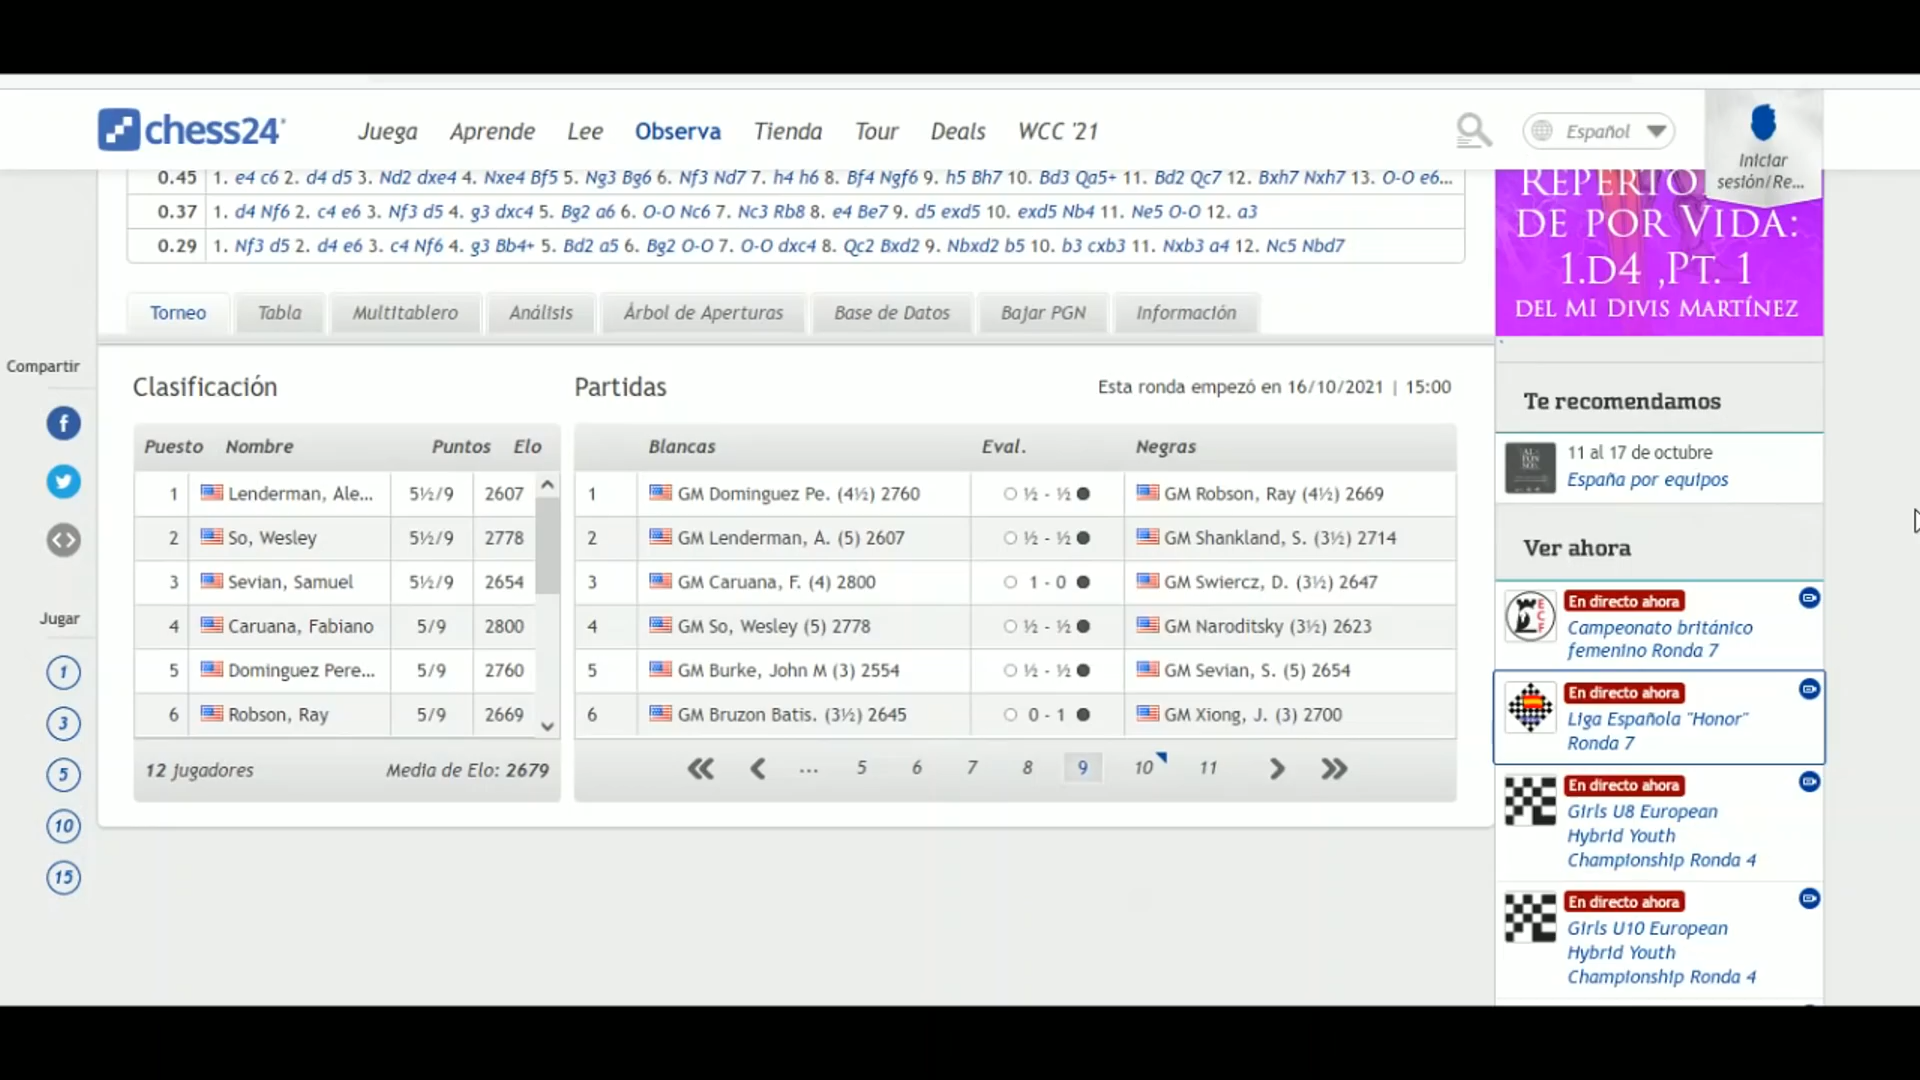 chess24
Juega Aprende Lee Observa Tienda Tour Deals WCC '21
Español
Iniciar
sesión/Re...
0.45 1. e4 c6 2. d4 d5 3. Nd2 dxe4 4. Nxe4 Bf5 5. Ng3 Bg6 6. Nf3 Nd7 7. h4 h6 8. Bf4 Ngf6 9. h5 Bh7 10. Bd3 Qa5+ 11. Bd2 Qc7 12. Bxh7 Nxh7 13. O-O e6...
0.37 1. d4 Nf6 2. c4 e6 3. Nf3 d5 4. g3 dxc4 5. Bg2 a6 6. O-O Nc6 7. Nc3 Rb8 8. e4 Be7 9. d5 exd5 10. exd5 Nb4 11. Ne5 O-O 12. a3
0.29 1. Nf3 d5 2. d4 e6 3. c4 Nf6 4. g3 Bb4+ 5. Bd2 a5 6. Bg2 O-O 7. O-O dxc4 8. Qc2 Bxd2 9. Nbxd2 b5 10. b3 cxb3 11. Nxb3 a4 12. Nc5 Nbd7
REPERTO
DE POR VIDA:
1.D4 ,PT. 1
DEL MI DIVIS MARTÍNEZ
Torneo Tabla Multitablero Análisis Árbol de Aperturas Base de Datos Bajar PGN Información
Compartir
Jugar
1
3
5
10
15
Clasificación
Puesto Nombre Puntos Elo
1 Lenderman, Ale... 5½/9 2607
2 So, Wesley 5½/9 2778
3 Sevian, Samuel 5½/9 2654
4 Caruana, Fabiano 5/9 2800
5 Dominguez Pere... 5/9 2760
6 Robson, Ray 5/9 2669
12 jugadores Media de Elo: 2679
Partidas Esta ronda empezó en 16/10/2021 | 15:00
Blancas Eval. Negras
1 GM Dominguez Pe. (4½) 2760 ½ - ½ GM Robson, Ray (4½) 2669
2 GM Lenderman, A. (5) 2607 ½ - ½ GM Shankland, S. (3½) 2714
3 GM Caruana, F. (4) 2800 1 - 0 GM Swiercz, D. (3½) 2647
4 GM So, Wesley (5) 2778 ½ - ½ GM Naroditsky (3½) 2623
5 GM Burke, John M (3) 2554 ½ - ½ GM Sevian, S. (5) 2654
6 GM Bruzon Batis. (3½) 2645 0 - 1 GM Xiong, J. (3) 2700
... 5 6 7 8 9 10 11
Te recomendamos
11 al 17 de octubre
España por equipos
Ver ahora
En directo ahora
Campeonato británico
femenino Ronda 7
En directo ahora
Liga Española "Honor"
Ronda 7
En directo ahora
Girls U8 European
Hybrid Youth
Championship Ronda 4
En directo ahora
Girls U10 European
Hybrid Youth
Championship Ronda 4